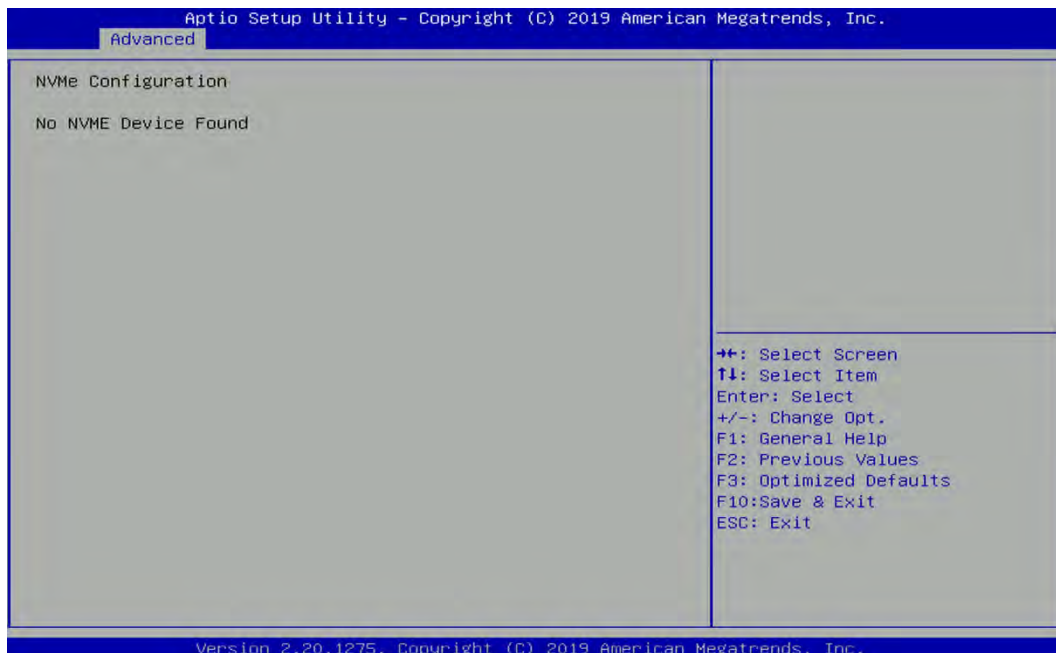 Aptio Setup Utility – Copyright (C) 2019 American Megatrends, Inc.
Advanced
NVMe Configuration
No NVME Device Found
→←: Select Screen
↑↓: Select Item
Enter: Select
+/-: Change Opt.
F1: General Help
F2: Previous Values
F3: Optimized Defaults
F10:Save & Exit
ESC: Exit
Version 2.20.1275. Copyright (C) 2019 American Megatrends, Inc.